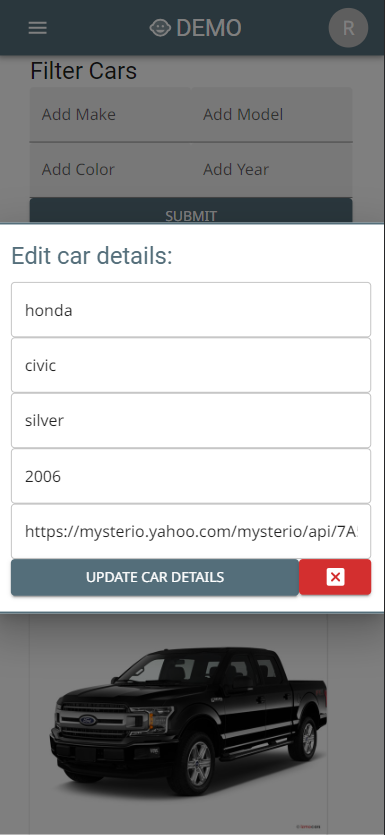 DEMO
R
Filter Cars
Add Make
Add Model
Add Color
Add Year
SUBMIT
Edit car details:
honda
civic
silver
2006
https://mysterio.yahoo.com/mysterio/api/7A
UPDATE CAR DETAILS